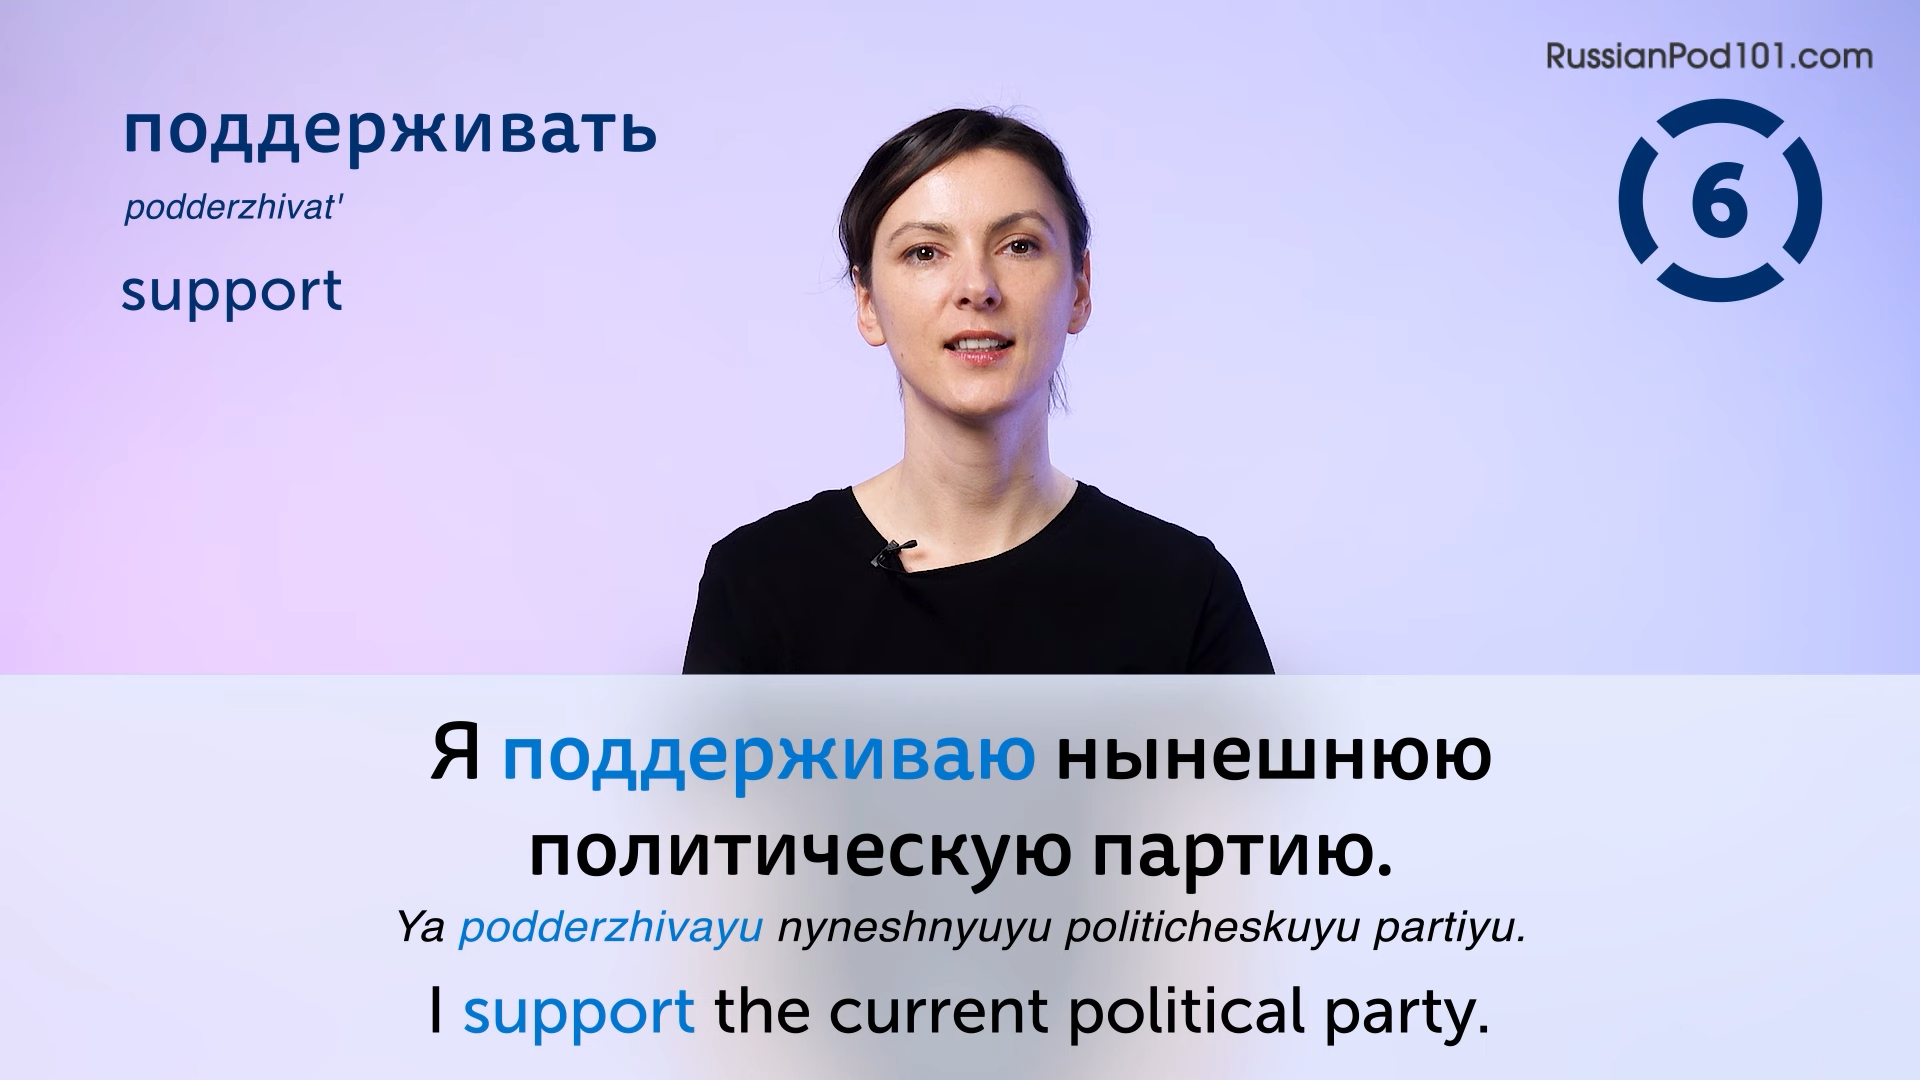 RussianPod101.com
поддерживать
podderzhivat'
support
6
Я поддерживаю нынешнюю
политическую партию.
Ya podderzhivayu nyneshnyuyu politicheskuyu partiyu.
I support the current political party.